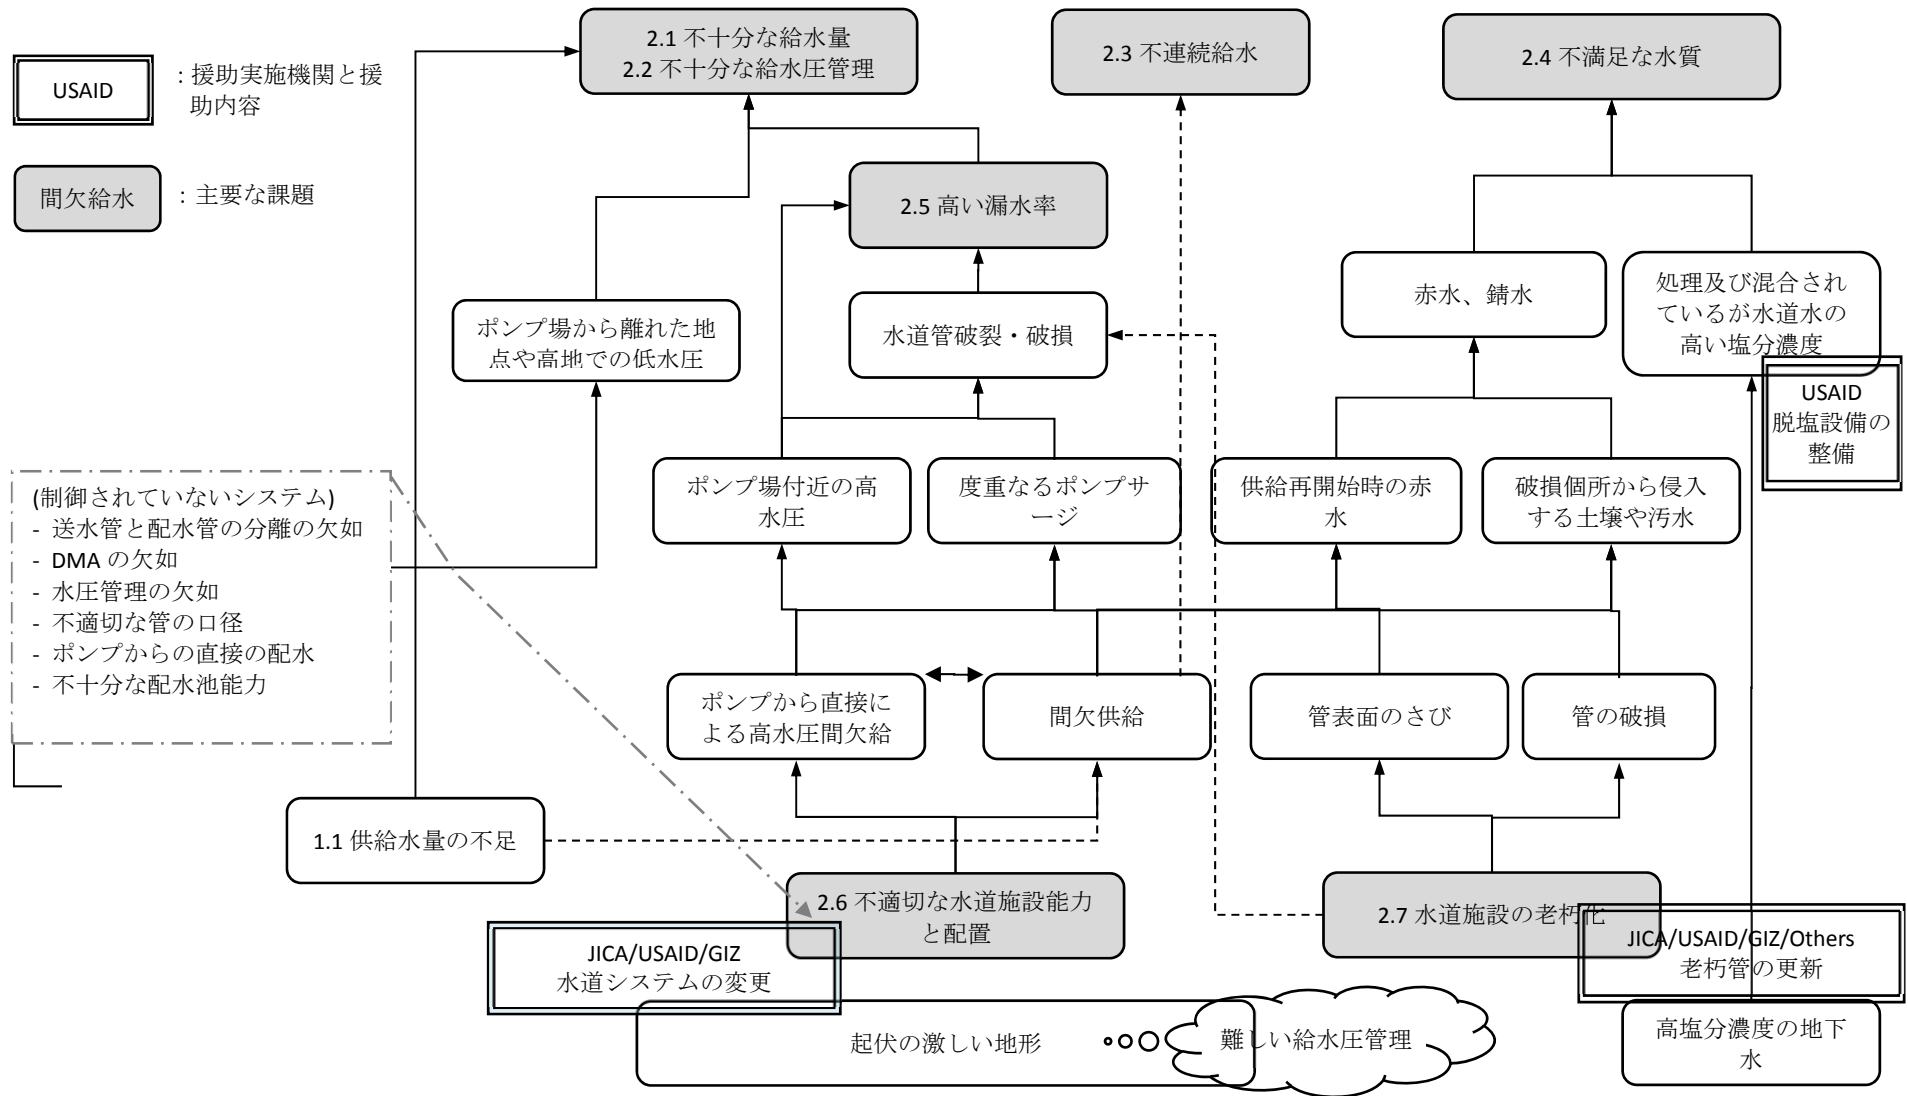 2.1 不十分な給水量
2.2 不十分な給水圧管理
2.3 不連続給水
2.4 不満足な水質
USAID
：援助実施機関と援
助内容
間欠給水
：主要な課題
2.5 高い漏水率
ポンプ場から離れた地
点や高地での低水圧
水道管破裂・破損
赤水、錆水
処理及び混合され
ているが水道水の
高い塩分濃度
USAID
脱塩設備の
整備
(制御されていないシステム)
- 送水管と配水管の分離の欠如
- DMA の欠如
- 水圧管理の欠如
- 不適切な管の口径
- ポンプからの直接の配水
- 不十分な配水池能力
ポンプ場付近の高
水圧
度重なるポンプサ
ージ
供給再開始時の赤
水
破損個所から侵入
する土壌や汚水
ポンプから直接に
よる高水圧間欠給
間欠供給
管表面のさび
管の破損
1.1 供給水量の不足
2.6 不適切な水道施設能力
と配置
2.7 水道施設の老朽化
JICA/USAID/GIZ
水道システムの変更
JICA/USAID/GIZ/Others
老朽管の更新
起伏の激しい地形
難しい給水圧管理
高塩分濃度の地下
水